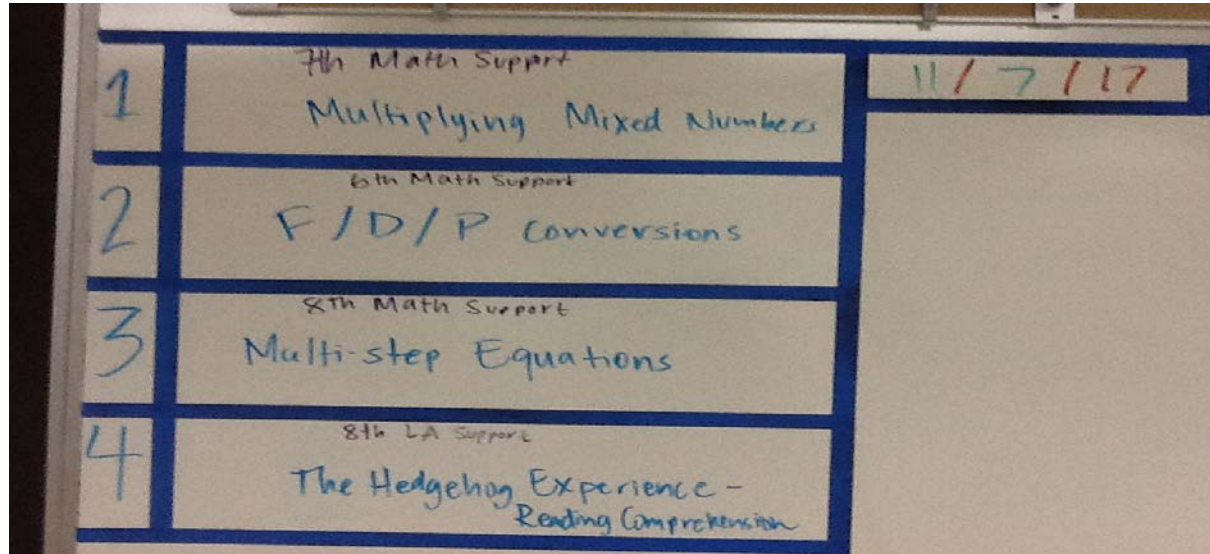 7th Math Support
11/7/17
1
Multiplying Mixed Numbers
6th Math Support
2
F/D/P conversions
8th Math Support
3
Multi-step Equations
8th LA Support
4
The Hedgehog Experience -
Reading Comprehension